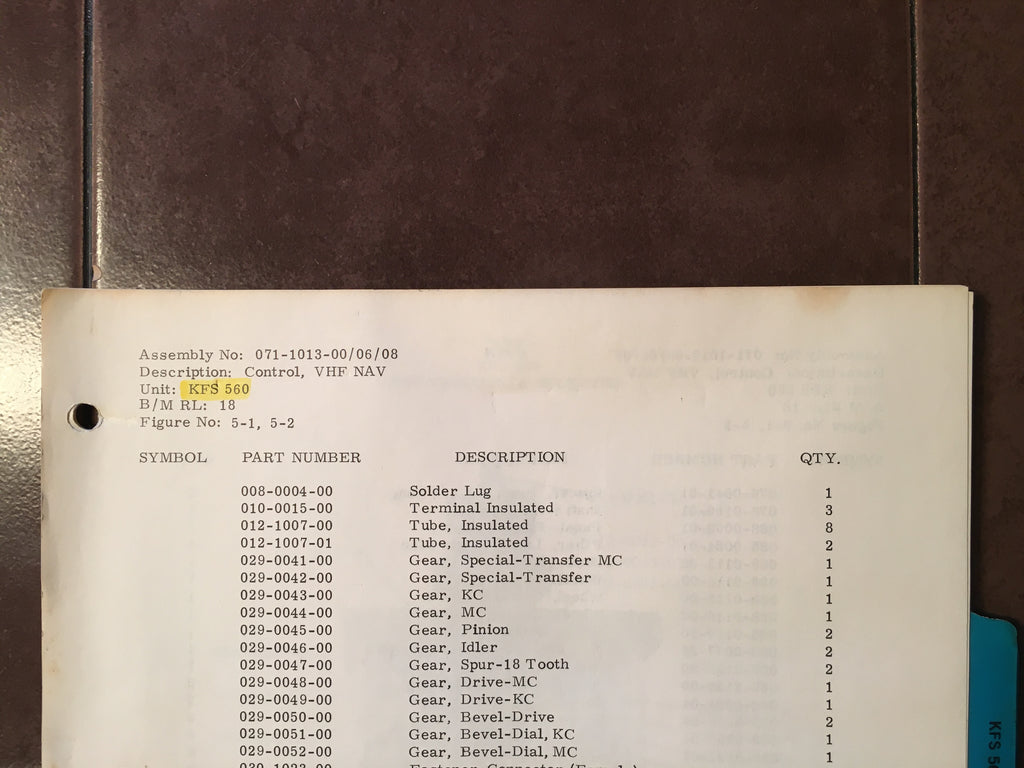 Assembly No: 071-1013-00/06/08
Description: Control, VHF NAV
Unit: KFS 560
B/M RL: 18
Figure No: 5-1, 5-2
SYMBOL PART NUMBER DESCRIPTION QTY.
008-0004-00 Solder Lug 1
010-0015-00 Terminal Insulated 3
012-1007-00 Tube, Insulated 8
012-1007-01 Tube, Insulated 2
029-0041-00 Gear, Special-Transfer MC 1
029-0042-00 Gear, Special-Transfer 1
029-0043-00 Gear, KC 1
029-0044-00 Gear, MC 1
029-0045-00 Gear, Pinion 2
029-0046-00 Gear, Idler 2
029-0047-00 Gear, Spur-18 Tooth 2
029-0048-00 Gear, Drive-MC 1
029-0049-00 Gear, Drive-KC 1
029-0050-00 Gear, Bevel-Drive 2
029-0051-00 Gear, Bevel-Dial, KC 1
029-0052-00 Gear, Bevel-Dial, MC 1
KFS